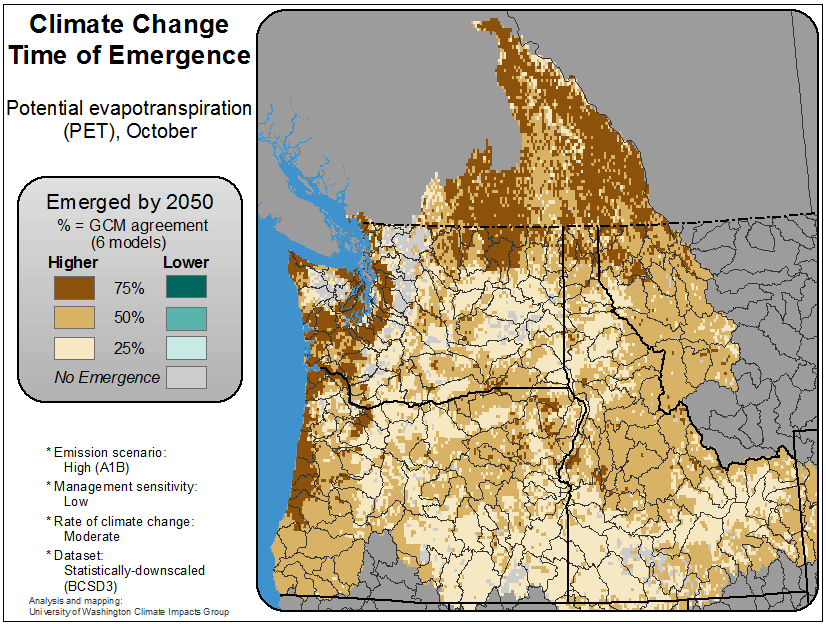 Climate Change
Time of Emergence
Potential evapotranspiration
(PET), October
Emerged by 2050
% = GCM agreement
(6 models)
Higher Lower
75%
50%
25%
No Emergence
* Emission scenario:
High (A1B)
* Management sensitivity:
Low
* Rate of climate change:
Moderate
* Dataset:
Statistically-downscaled
(BCSD3)
Analysis and mapping:
University of Washington Climate Impacts Group